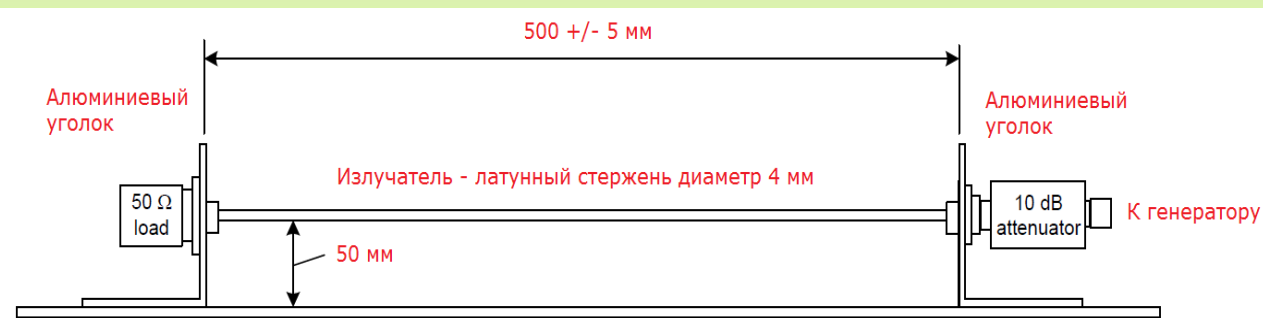 500 +/- 5 мм
Алюминиевый
уголок
Алюминиевый
уголок
Излучатель - латунный стержень диаметр 4 мм
50 Ω
load
10 dB
attenuator
К генератору
50 мм